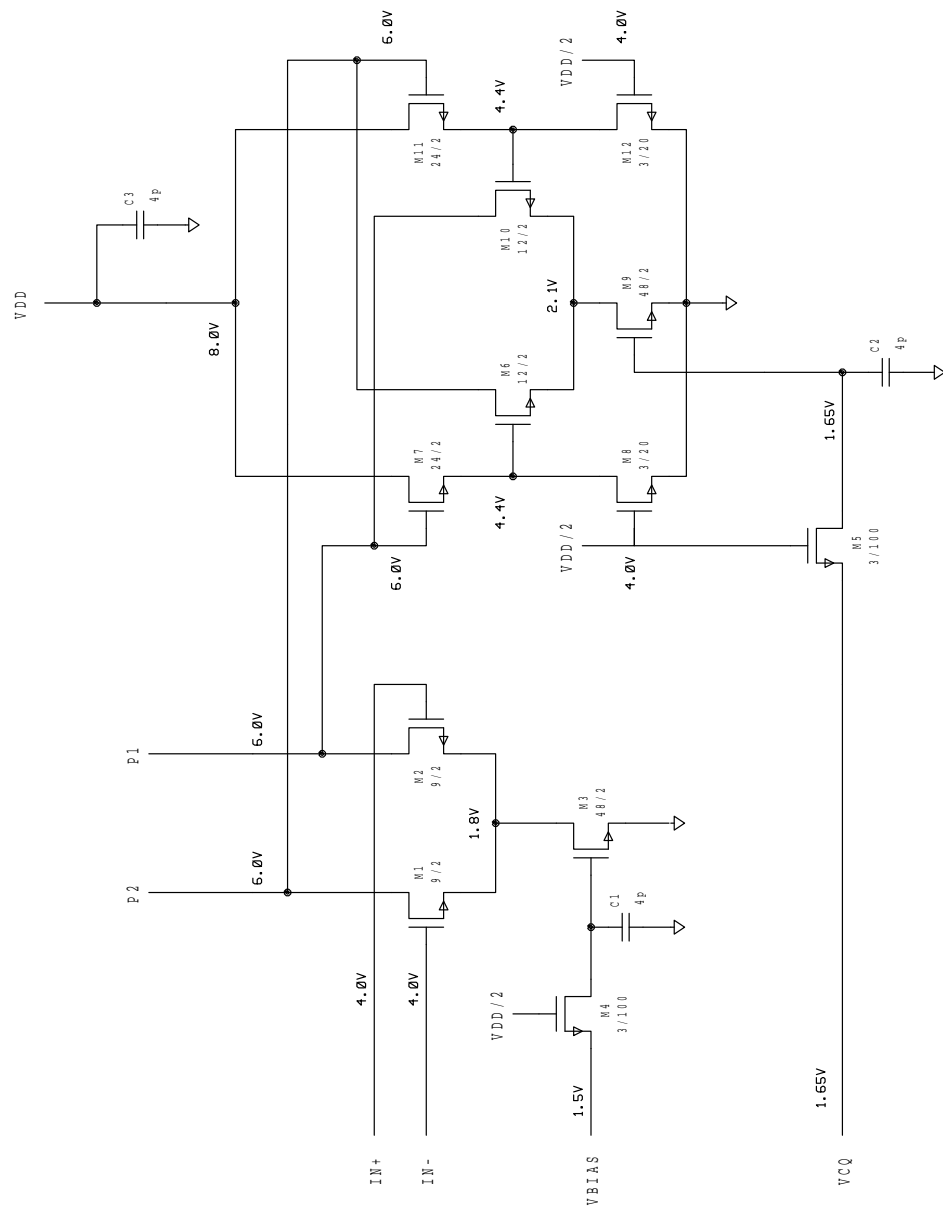 VDD
C3
4p
8.0V
P1
P2
6.0V
6.0V
6.0V
6.0V
M11
24/2
4.4V
VDD/2
4.0V
M12
3/20
M10
12/2
2.1V
M9
48/2
M6
12/2
M7
24/2
4.4V
M8
3/20
VDD/2
4.0V
C2
4p
1.65V
M5
3/100
M2
9/2
M1
9/2
1.8V
M3
48/2
C1
4p
VDD/2
M4
3/100
4.0V
4.0V
1.5V
1.65V
IN+
IN-
VBIAS
VCQ